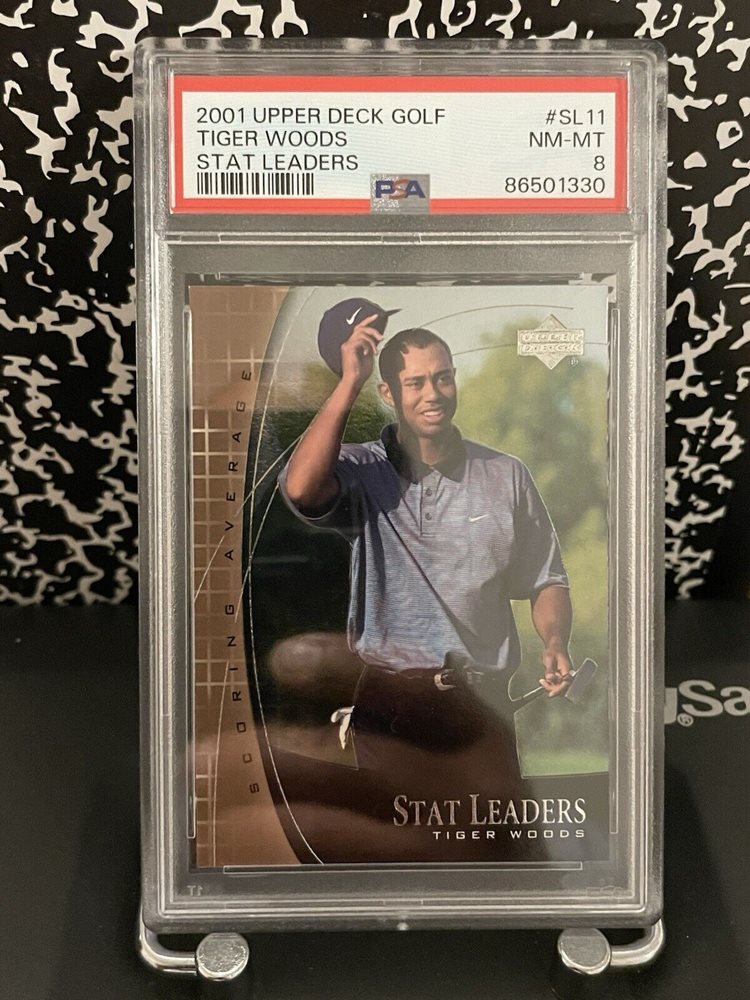 2001 UPPER DECK GOLF #SL11
TIGER WOODS NM-MT
STAT LEADERS 8
PSA 86501330
UPPER DECK
SCORING AVERAGE
STAT LEADERS
TIGER WOODS
®Sa